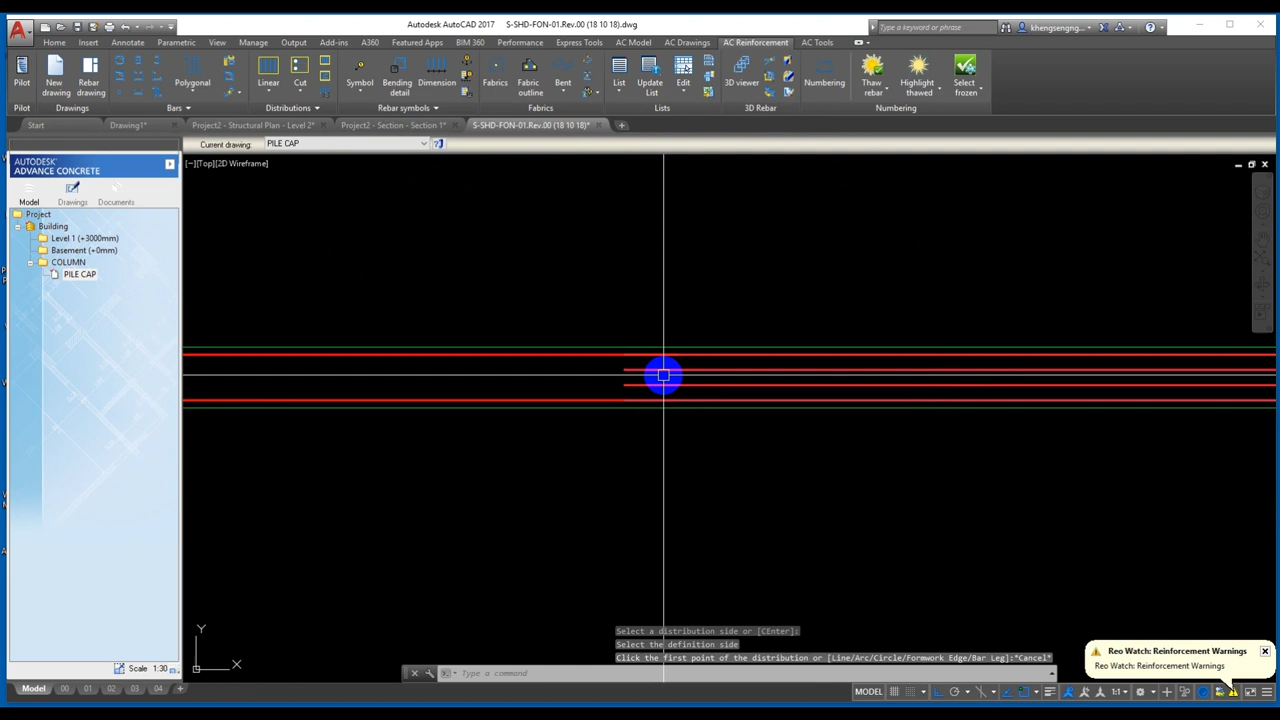 Autodesk AutoCAD 2017 S-SHD-FON-01.Rev.00 (18 10 18).dwg
Type a keyword or phrase
khengsengng...
Home Insert Annotate Parametric View Manage Output Add-ins A360 Featured Apps BIM 360 Performance Express Tools AC Model AC Drawings AC Reinforcement AC Tools
Pilot New drawing Rebar drawing Polygonal Linear Cut Symbol Bending detail Dimension Fabrics Fabric outline Bent List Update List Edit 3D viewer Numbering Thaw rebar Highlight thawed Select frozen
Pilot Drawings Bars Distributions Rebar symbols Fabrics Lists 3D Rebar Numbering
Start Drawing1* Project2 - Structural Plan - Level 2* Project2 - Section - Section 1* S-SHD-FON-01.Rev.00 (18 10 18)*
Current drawing: PILE CAP
[−][Top][2D Wireframe]
AUTODESK
ADVANCE CONCRETE
Model Drawings Documents
Project
Building
Level 1 (+3000mm)
Basement (+0mm)
COLUMN
PILE CAP
Y
X
Select a distribution side or [CEnter]:
Select the definition side
Click the first point of the distribution or [Line/Arc/Circle/Formwork Edge/Bar Leg]:*Cancel*
Type a command
Reo Watch: Reinforcement Warnings
Reo Watch: Reinforcement Warnings
Scale 1:30
Model 00 01 02 03 04
MODEL 1:1